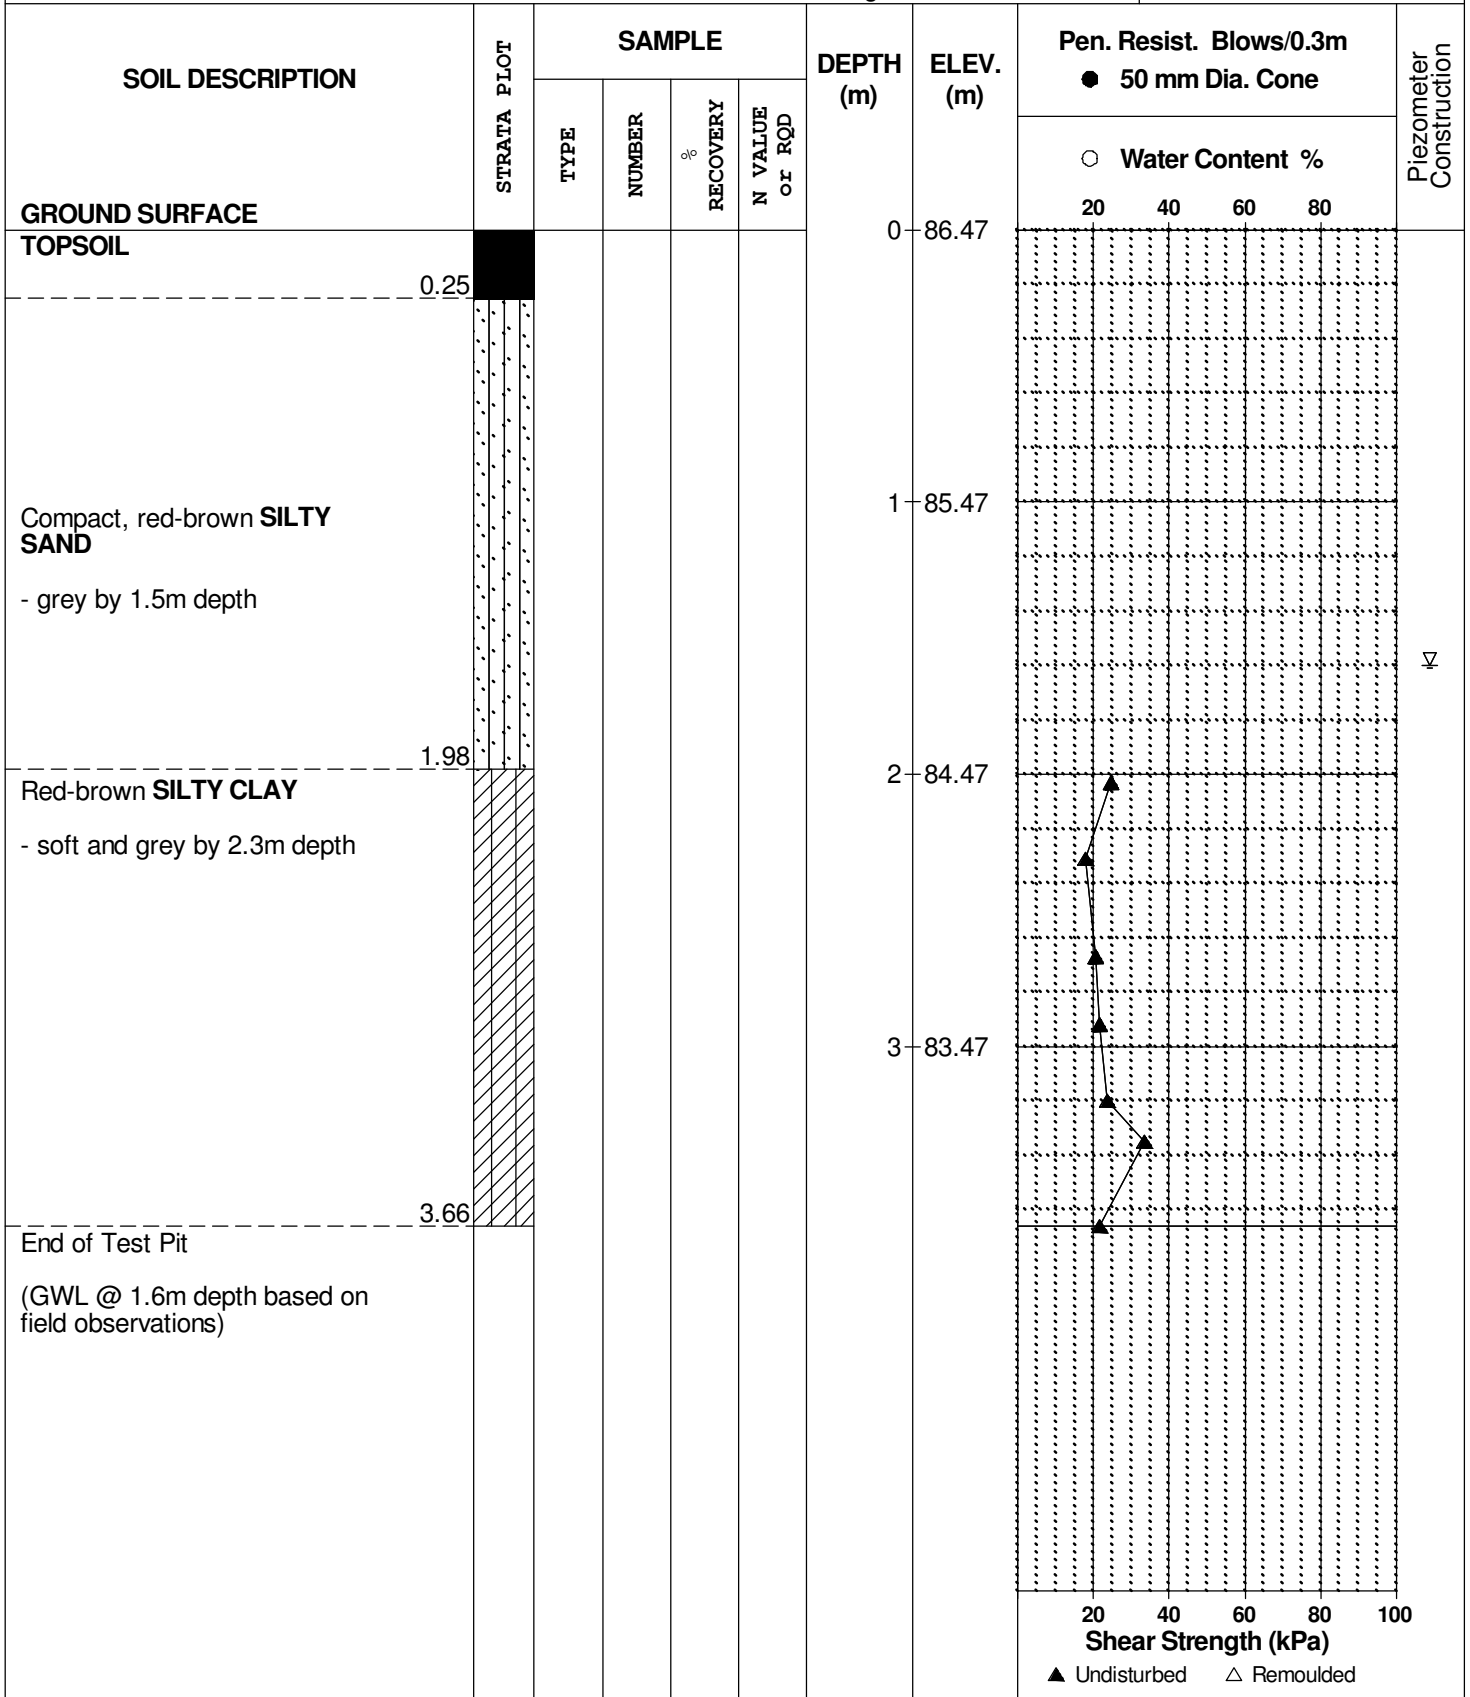 SOIL DESCRIPTION
STRATA PLOT
SAMPLE
TYPE
NUMBER
%
RECOVERY
N VALUE
or RQD
DEPTH
(m)
ELEV.
(m)
Pen. Resist. Blows/0.3m
● 50 mm Dia. Cone
○ Water Content %
20 40 60 80
Piezometer
Construction
GROUND SURFACE
TOPSOIL
0.25
0 86.47
Compact, red-brown SILTY
SAND
- grey by 1.5m depth
1 85.47
1.98
Red-brown SILTY CLAY
- soft and grey by 2.3m depth
2 84.47
3 83.47
3.66
End of Test Pit
(GWL @ 1.6m depth based on
field observations)
20 40 60 80 100
Shear Strength (kPa)
▲ Undisturbed △ Remoulded